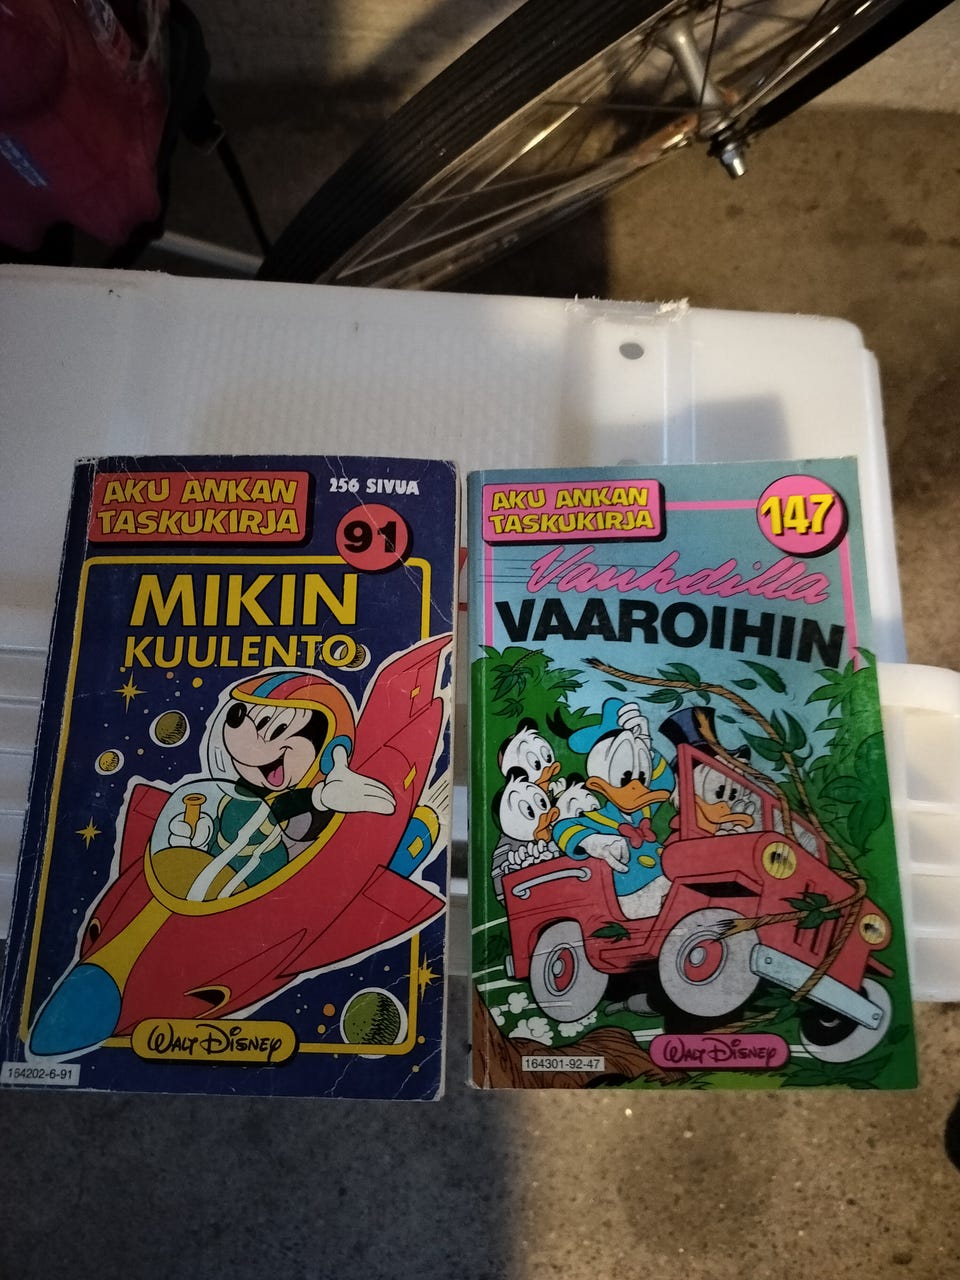 AKU ANKAN
TASKUKIRJA
256 SIVUA
91
MIKIN
KUULENTO
WALT DISNEY
164202-6-91
AKU ANKAN
TASKUKIRJA
147
Vauhdilla
VAAROIHIN
WALT DISNEY
164301-92-47